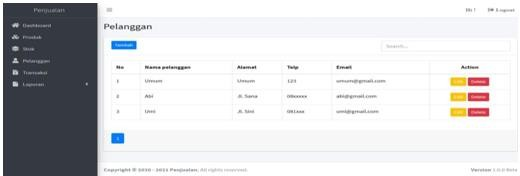 Penjualan
Hi !
Logout
Dashboard
Produk
Stok
Pelanggan
Transaksi
Laporan
Pelanggan
Tambah
Search...
No Nama pelanggan Alamat Telp Email Action
1 Umum Umum 123 umum@gmail.com Edit Delete
2 Abi Jl. Sana 08xxxxx abi@gmail.com Edit Delete
3 Umi Jl. Sini 081xxx umi@gmail.com Edit Delete
1
Copyright © 2020 - 2021 Penjualan. All rights reserved.
Version 1.0.0 Beta